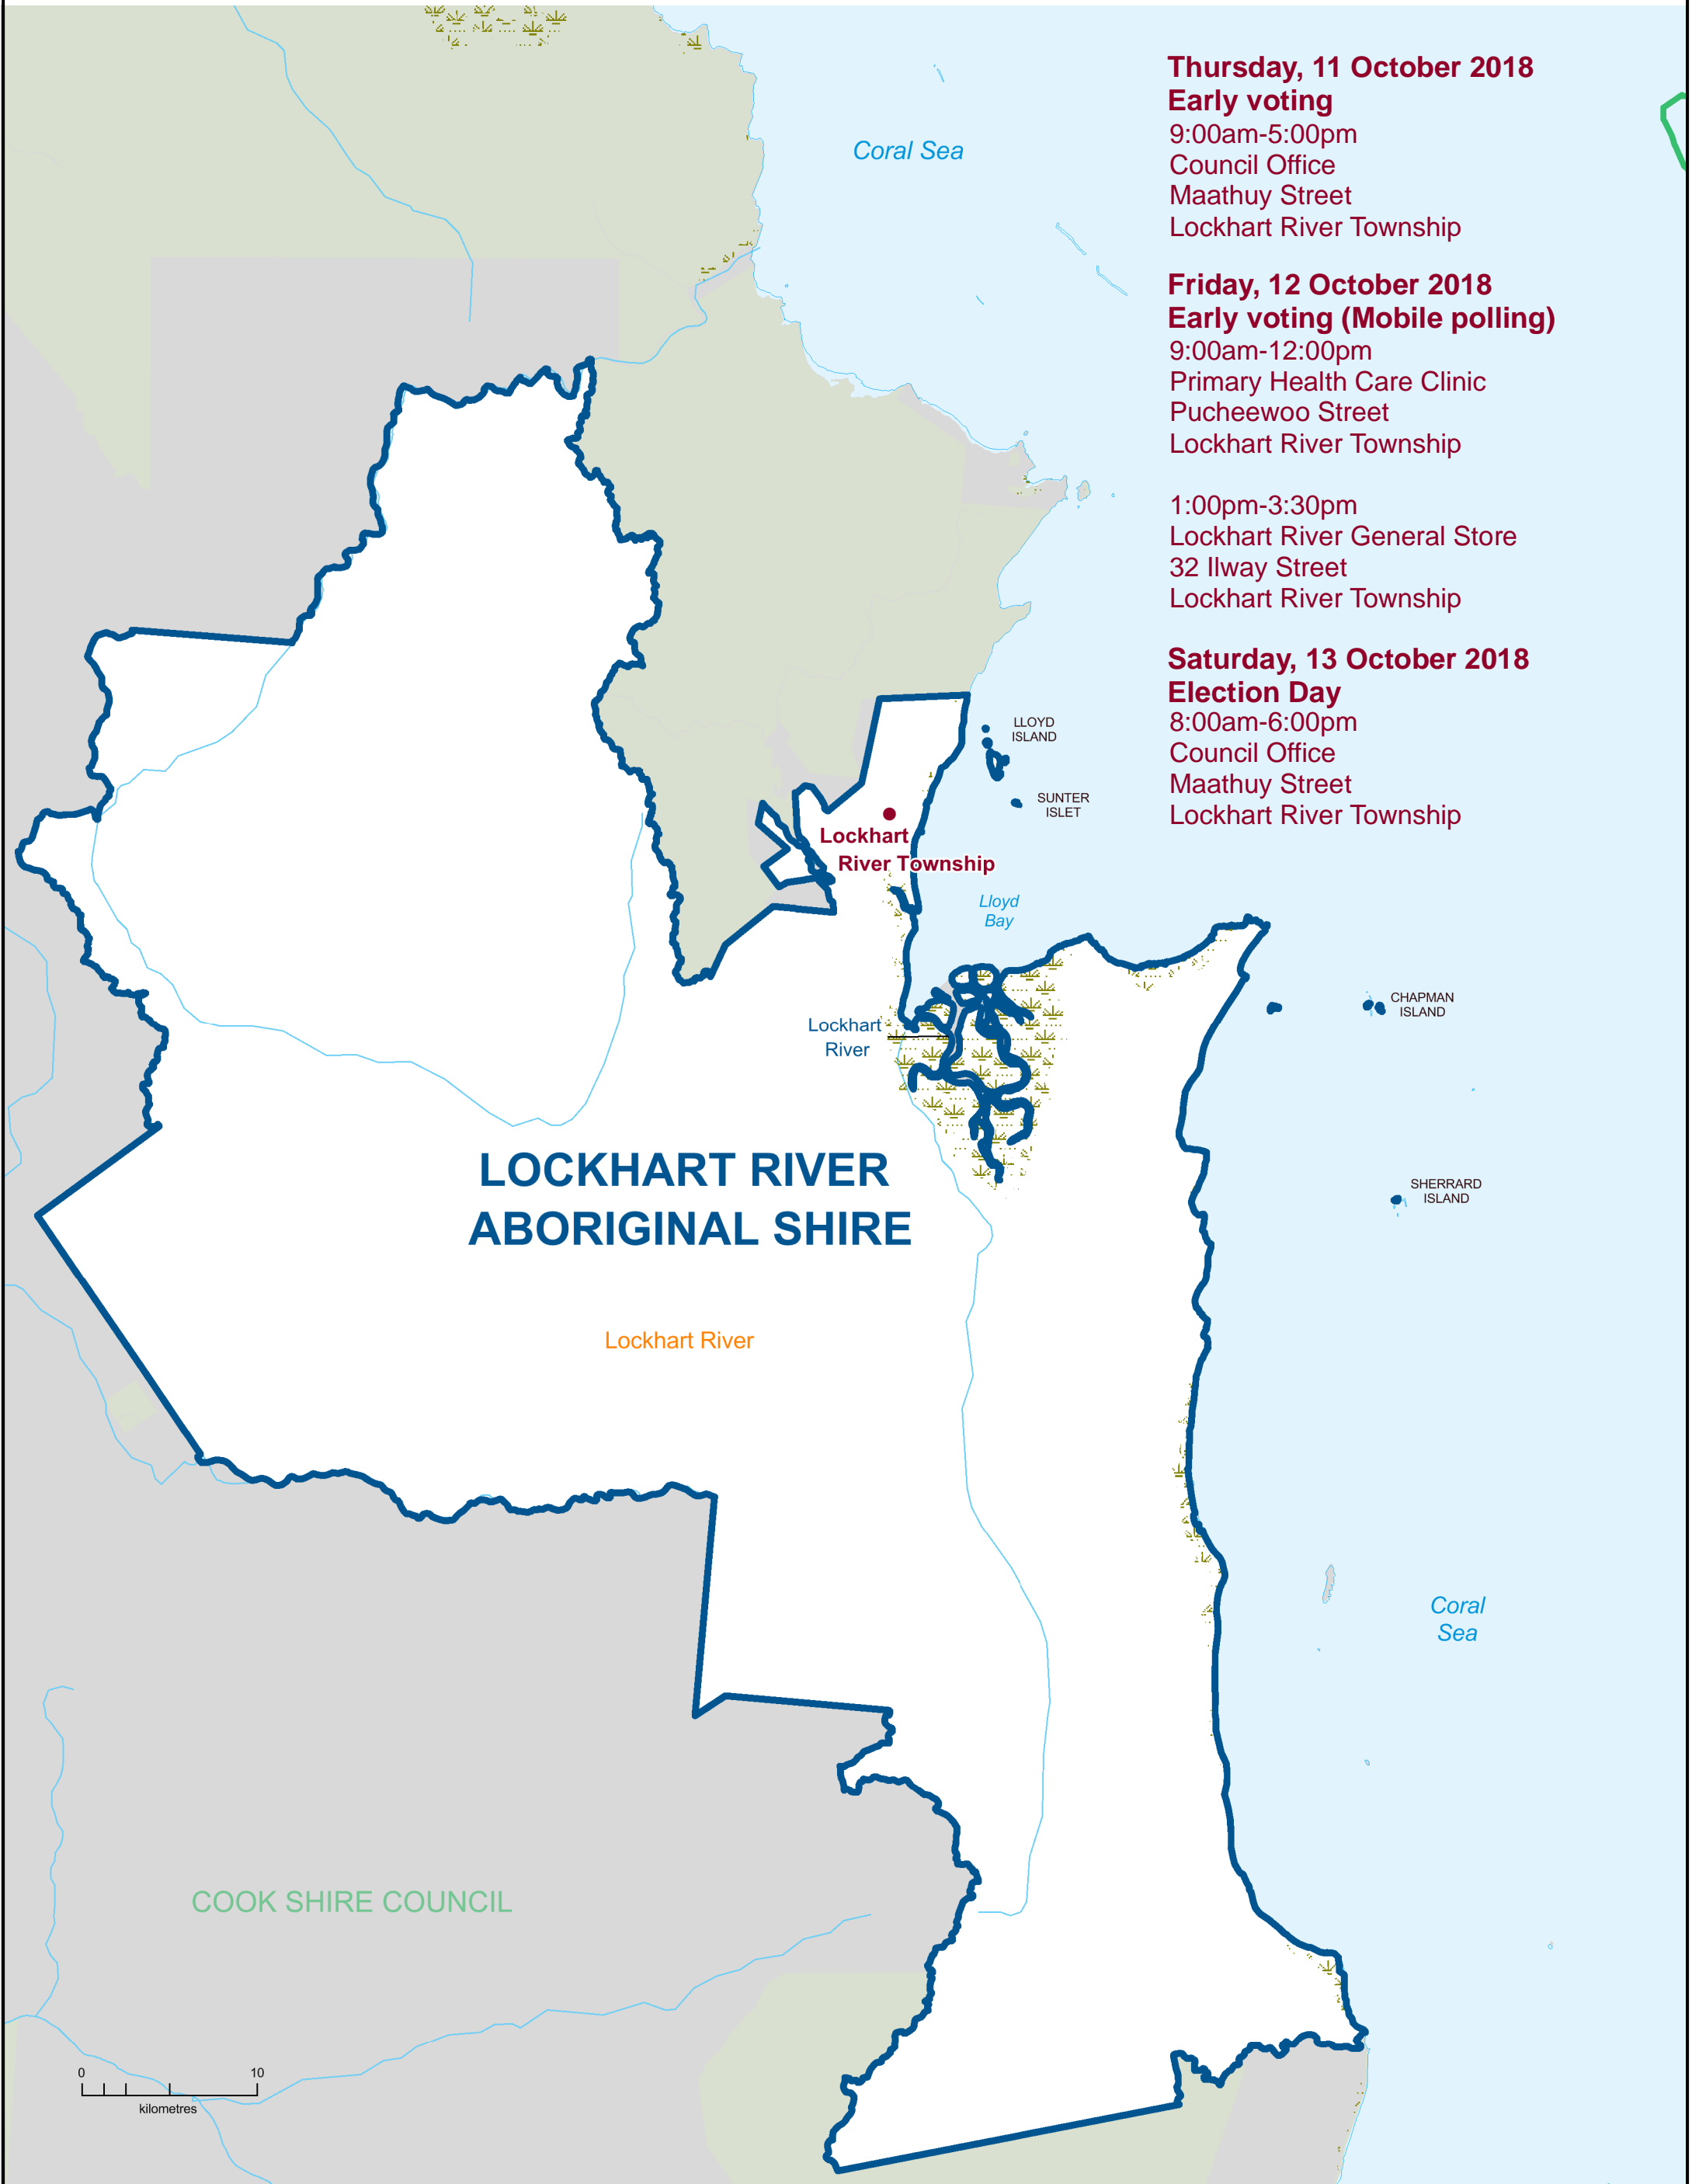 Thursday, 11 October 2018
Early voting
9:00am-5:00pm
Council Office
Maathuy Street
Lockhart River Township
Friday, 12 October 2018
Early voting (Mobile polling)
9:00am-12:00pm
Primary Health Care Clinic
Pucheewoo Street
Lockhart River Township
1:00pm-3:30pm
Lockhart River General Store
32 Ilway Street
Lockhart River Township
Saturday, 13 October 2018
Election Day
8:00am-6:00pm
Council Office
Maathuy Street
Lockhart River Township
Coral Sea
LLOYD
ISLAND
SUNTER
ISLET
Lockhart
River Township
Lloyd
Bay
CHAPMAN
ISLAND
Lockhart
River
LOCKHART RIVER
ABORIGINAL SHIRE
SHERRARD
ISLAND
Lockhart River
Coral
Sea
COOK SHIRE COUNCIL
0 10
kilometres